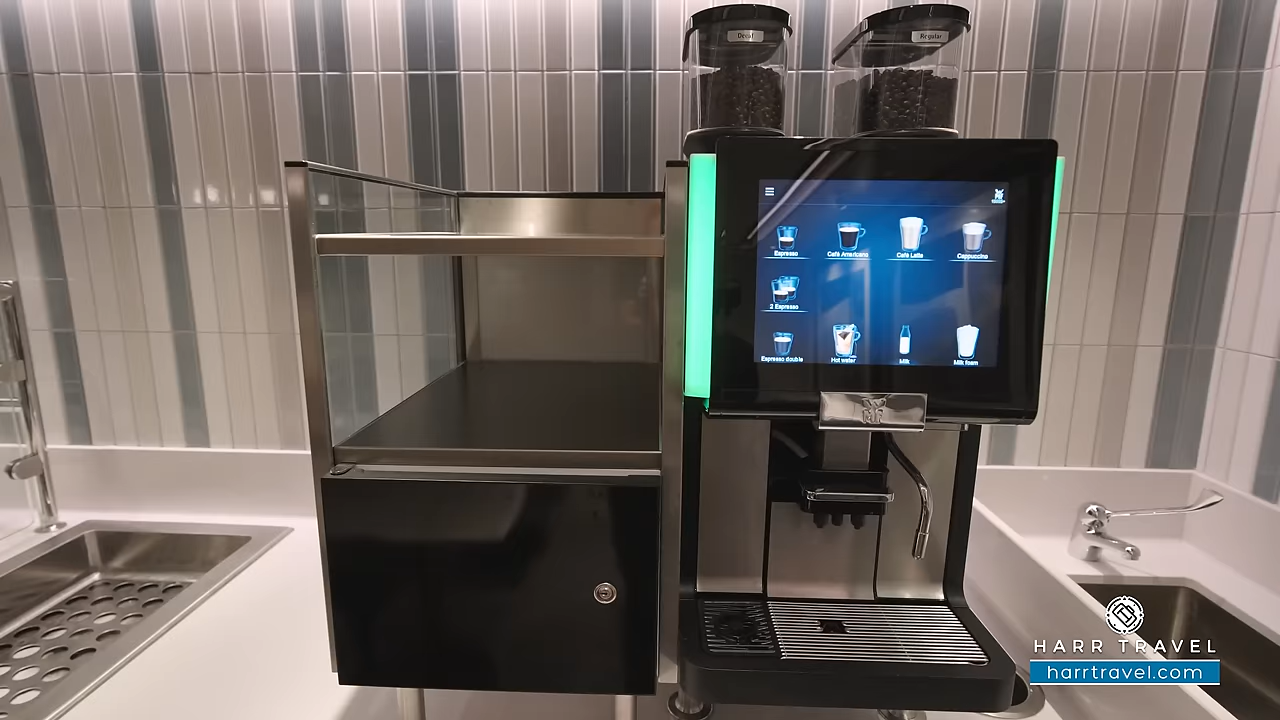 Decaf
Regular
Espresso
Café Americano
Café Latte
Cappuccino
2 Espresso
Espresso double
Hot water
Milk
Milk foam
HARR TRAVEL
harrtravel.com